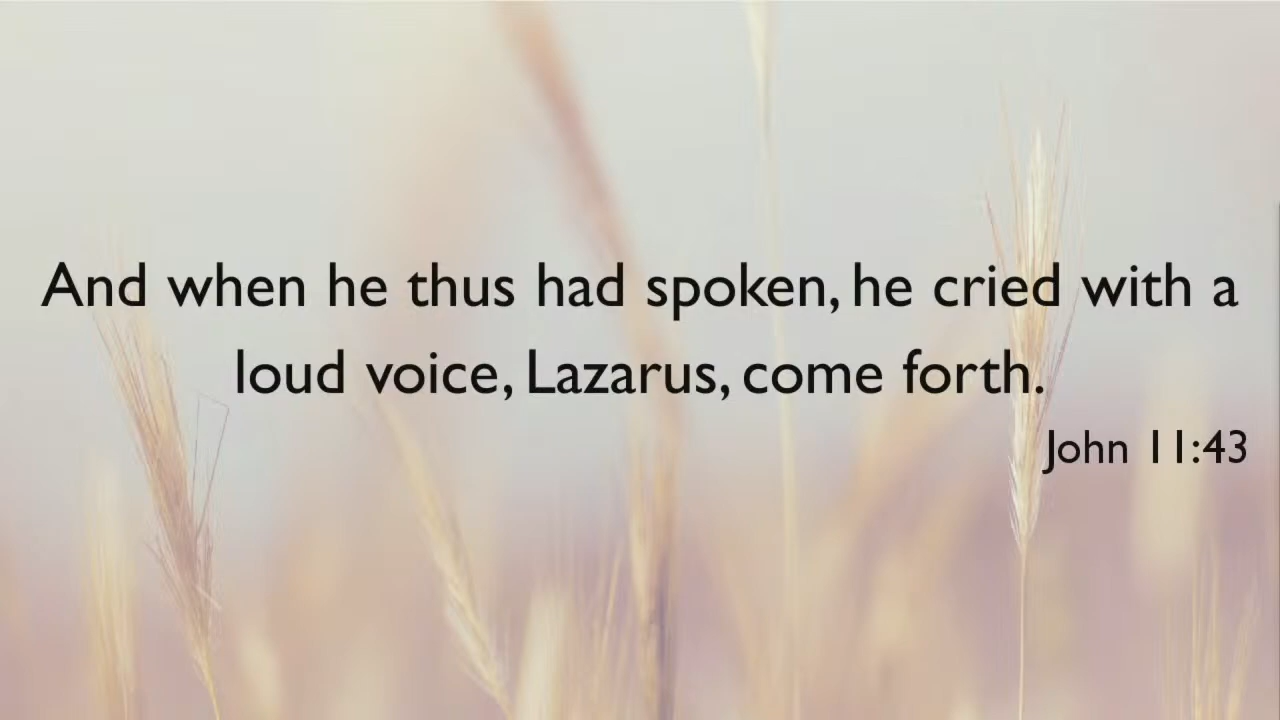 And when he thus had spoken, he cried with a
loud voice, Lazarus, come forth.
John 11:43